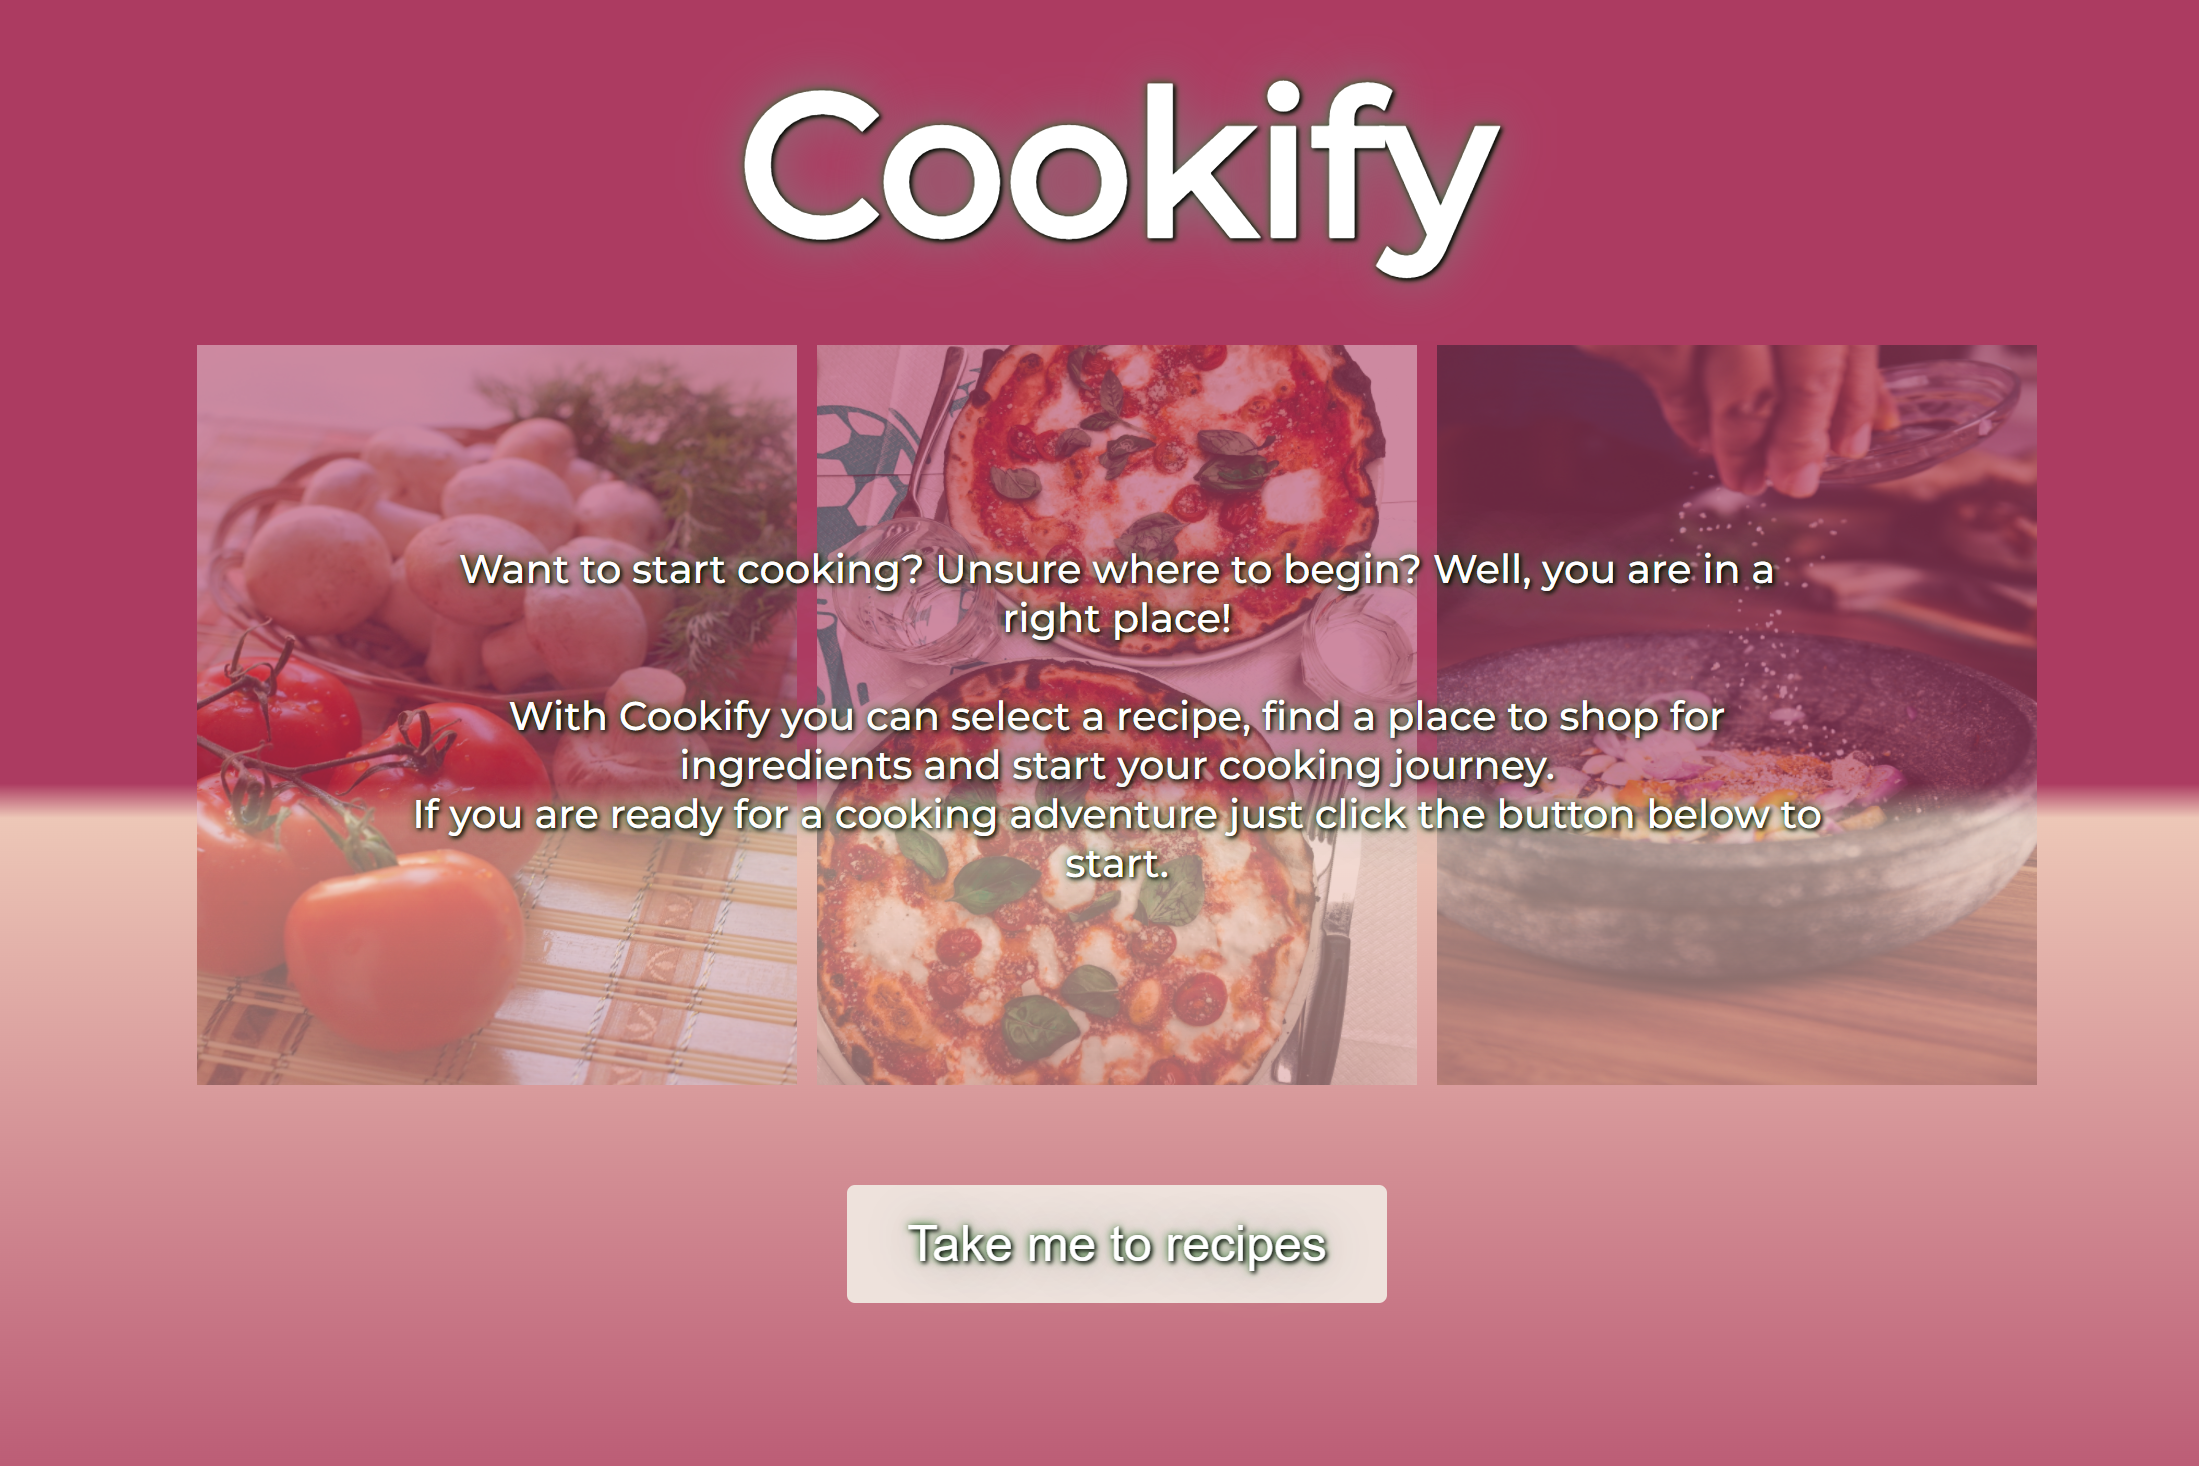 Cookify
Want to start cooking? Unsure where to begin? Well, you are in a
right place!
With Cookify you can select a recipe, find a place to shop for
ingredients and start your cooking journey.
If you are ready for a cooking adventure just click the button below to
start.
Take me to recipes